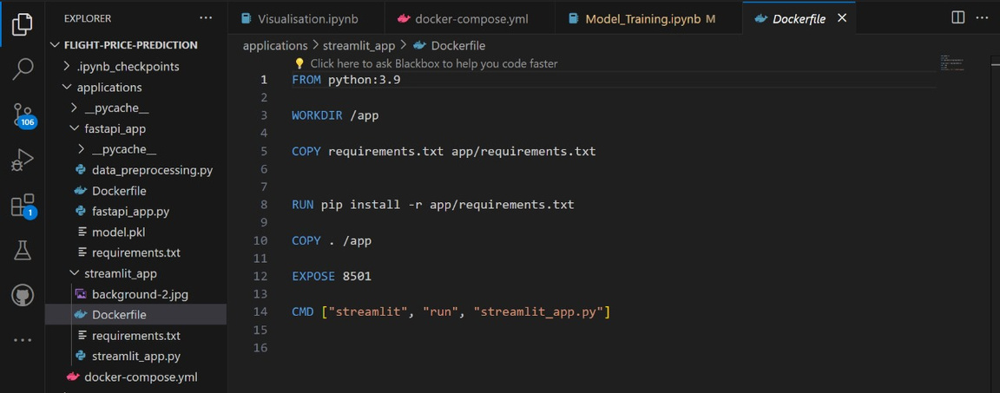 EXPLORER
FLIGHT-PRICE-PREDICTION
.ipynb_checkpoints
applications
__pycache__
fastapi_app
__pycache__
data_preprocessing.py
Dockerfile
fastapi_app.py
model.pkl
requirements.txt
streamlit_app
background-2.jpg
Dockerfile
requirements.txt
streamlit_app.py
docker-compose.yml
106
1
Visualisation.ipynb docker-compose.yml Model_Training.ipynb M Dockerfile
applications > streamlit_app > Dockerfile
Click here to ask Blackbox to help you code faster
1 FROM python:3.9
2
3 WORKDIR /app
4
5 COPY requirements.txt app/requirements.txt
6
7
8 RUN pip install -r app/requirements.txt
9
10 COPY . /app
11
12 EXPOSE 8501
13
14 CMD ["streamlit", "run", "streamlit_app.py"]
15
16